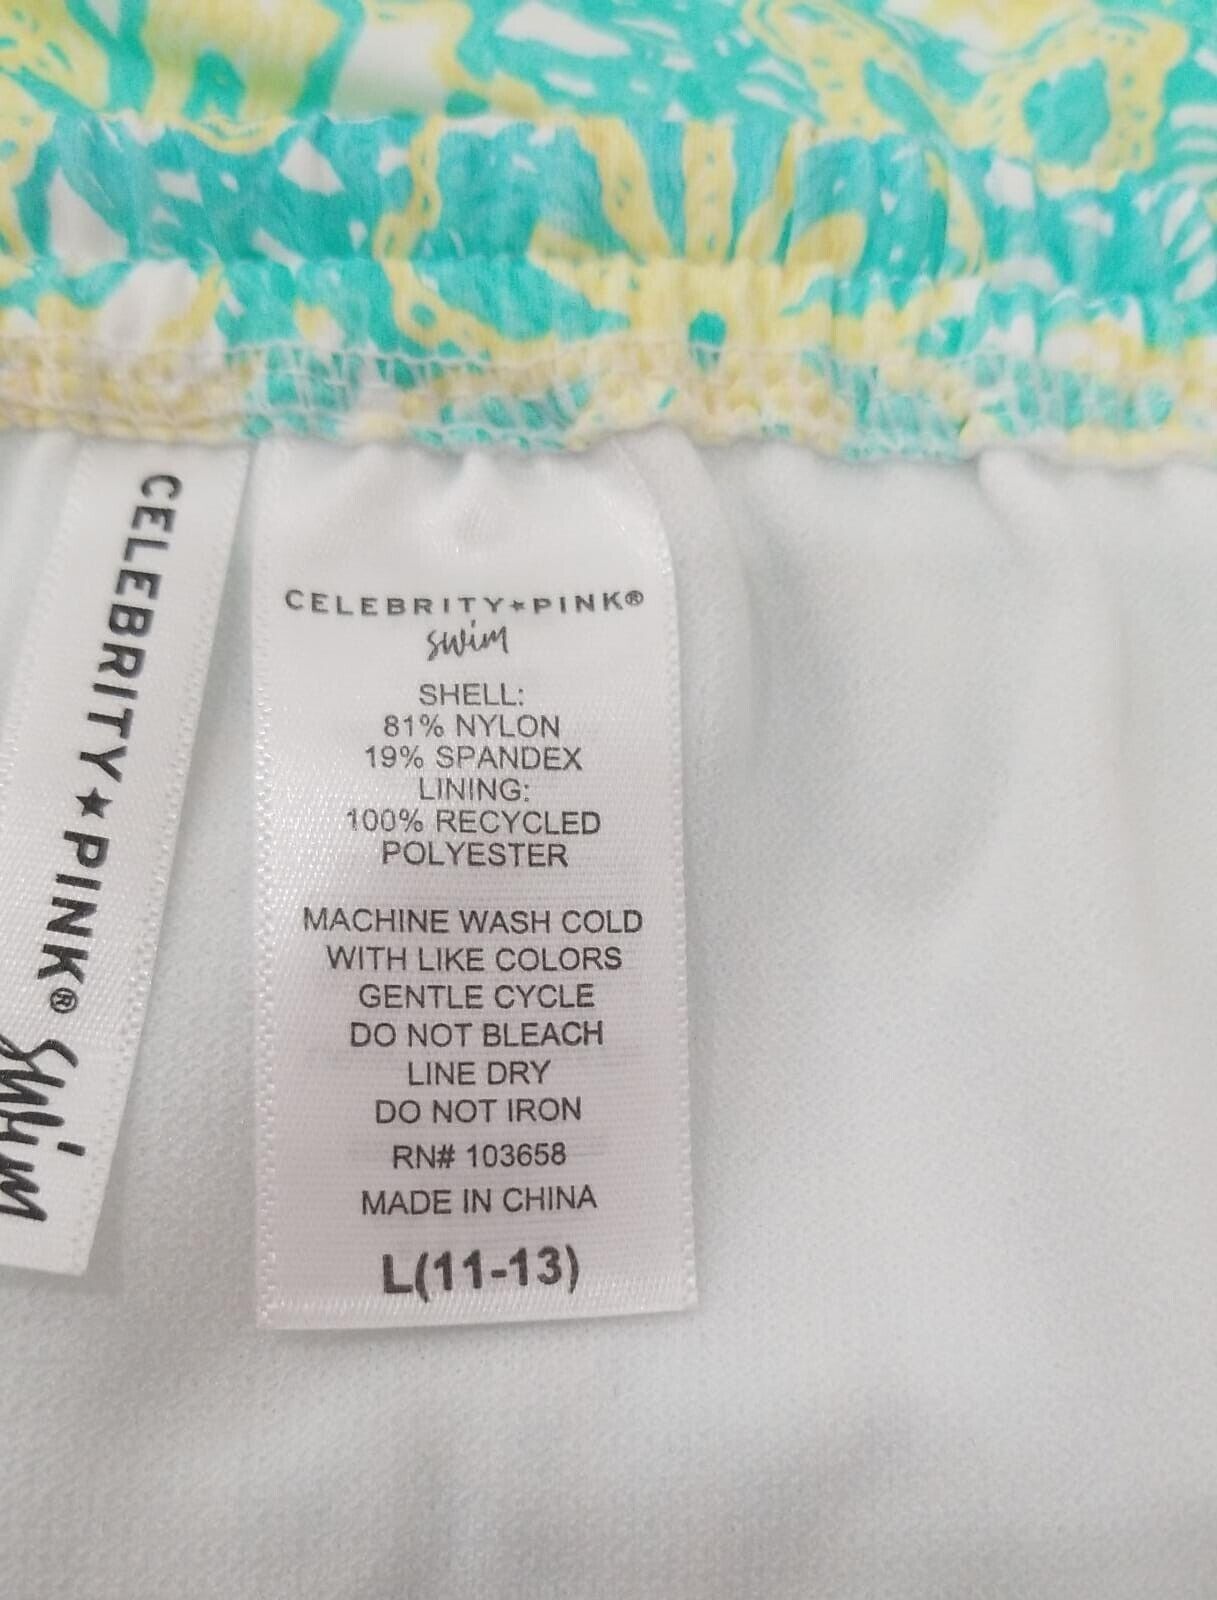 CELEBRITY★PINK® Swim
CELEBRITY★PINK®
swim
SHELL:
81% NYLON
19% SPANDEX
LINING:
100% RECYCLED
POLYESTER
MACHINE WASH COLD
WITH LIKE COLORS
GENTLE CYCLE
DO NOT BLEACH
LINE DRY
DO NOT IRON
RN# 103658
MADE IN CHINA
L(11-13)